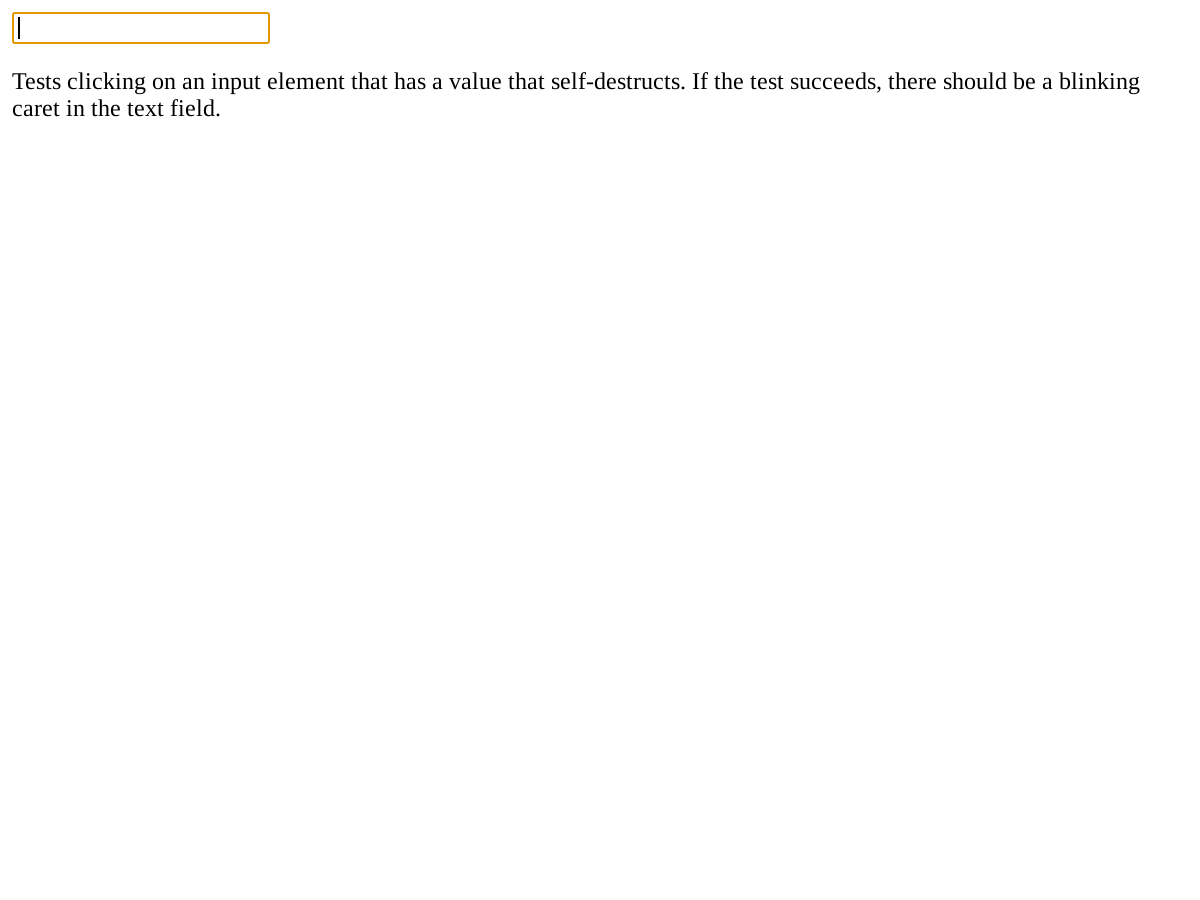 Tests clicking on an input element that has a value that self-destructs. If the test succeeds, there should be a blinking
caret in the text field.